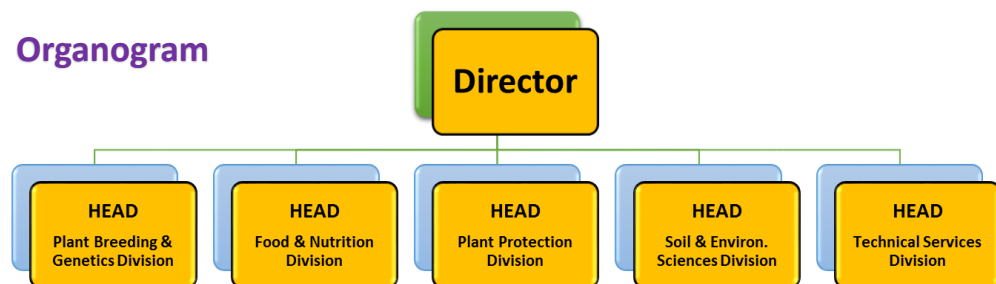 Organogram
Director
HEAD
Plant Breeding &
Genetics Division
HEAD
Food & Nutrition
Division
HEAD
Plant Protection
Division
HEAD
Soil & Environ.
Sciences Division
HEAD
Technical Services
Division